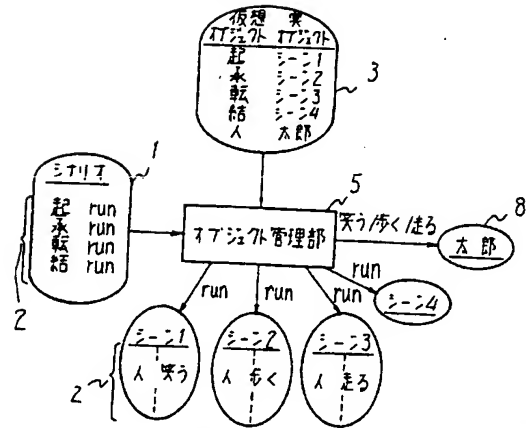 仮想 実
オブジェクト オブジェクト
起 シーン1
承 シーン2
転 シーン3
結 シーン4
人 太郎
3
1
シナリオ
起 run
承 run
転 run
結 run
2
5
オブジェクト管理部
笑う/歩く/走る
8
太郎
run
run
run
run
シーン4
シーン1
人 笑う
シーン2
人 歩く
シーン3
人 走る
2